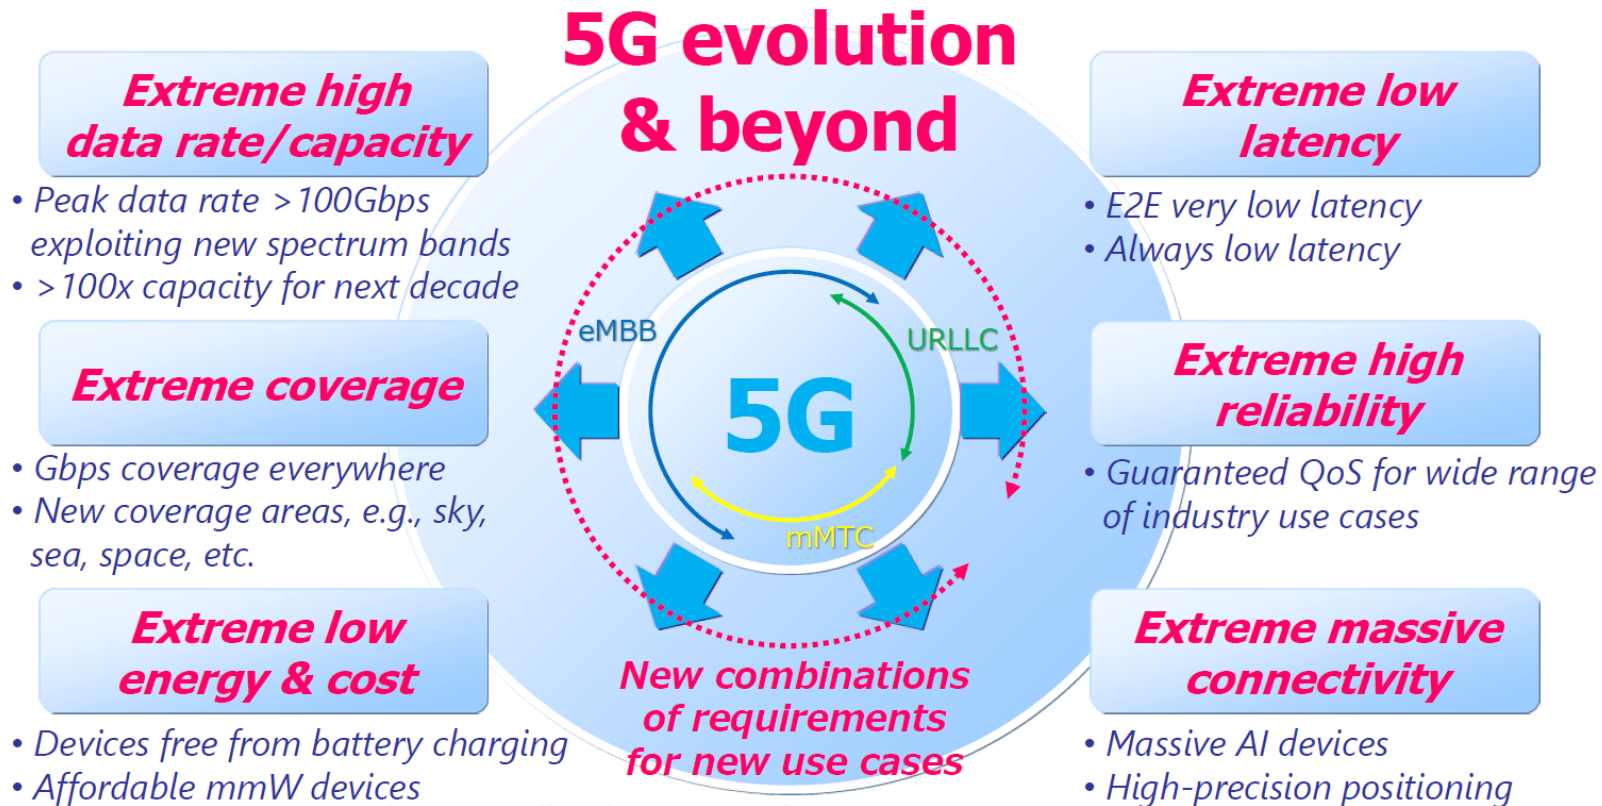 5G evolution
& beyond
Extreme high
data rate/capacity
• Peak data rate >100Gbps
exploiting new spectrum bands
• >100x capacity for next decade
Extreme coverage
• Gbps coverage everywhere
• New coverage areas, e.g., sky,
sea, space, etc.
Extreme low
energy & cost
• Devices free from battery charging
• Affordable mmW devices
eMBB
URLLC
5G
mMTC
New combinations
of requirements
for new use cases
Extreme low
latency
• E2E very low latency
• Always low latency
Extreme high
reliability
• Guaranteed QoS for wide range
of industry use cases
Extreme massive
connectivity
• Massive AI devices
• High-precision positioning